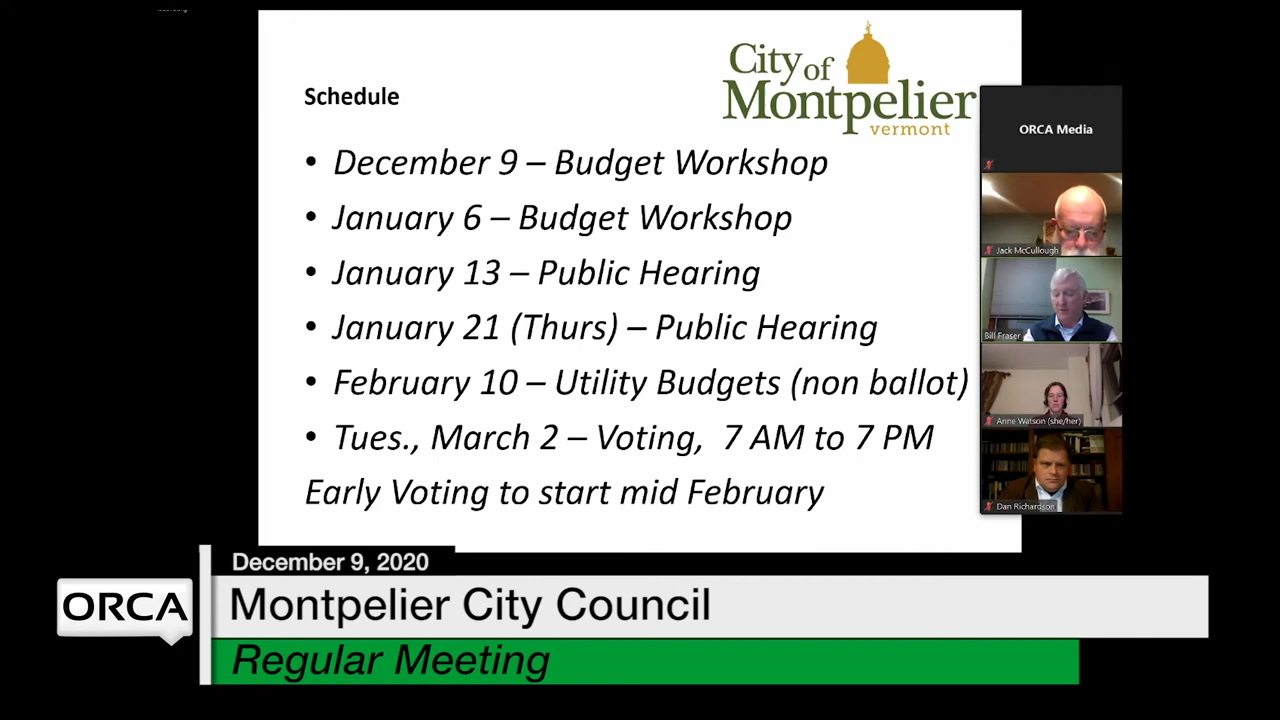 City of
Montpelier
vermont
Schedule
• December 9 – Budget Workshop
• January 6 – Budget Workshop
• January 13 – Public Hearing
• January 21 (Thurs) – Public Hearing
• February 10 – Utility Budgets (non ballot)
• Tues., March 2 – Voting, 7 AM to 7 PM
Early Voting to start mid February
ORCA Media
Jack McCullough
Bill Fraser
Anne Watson (she/her)
Dan Richardson
December 9, 2020
ORCA
Montpelier City Council
Regular Meeting